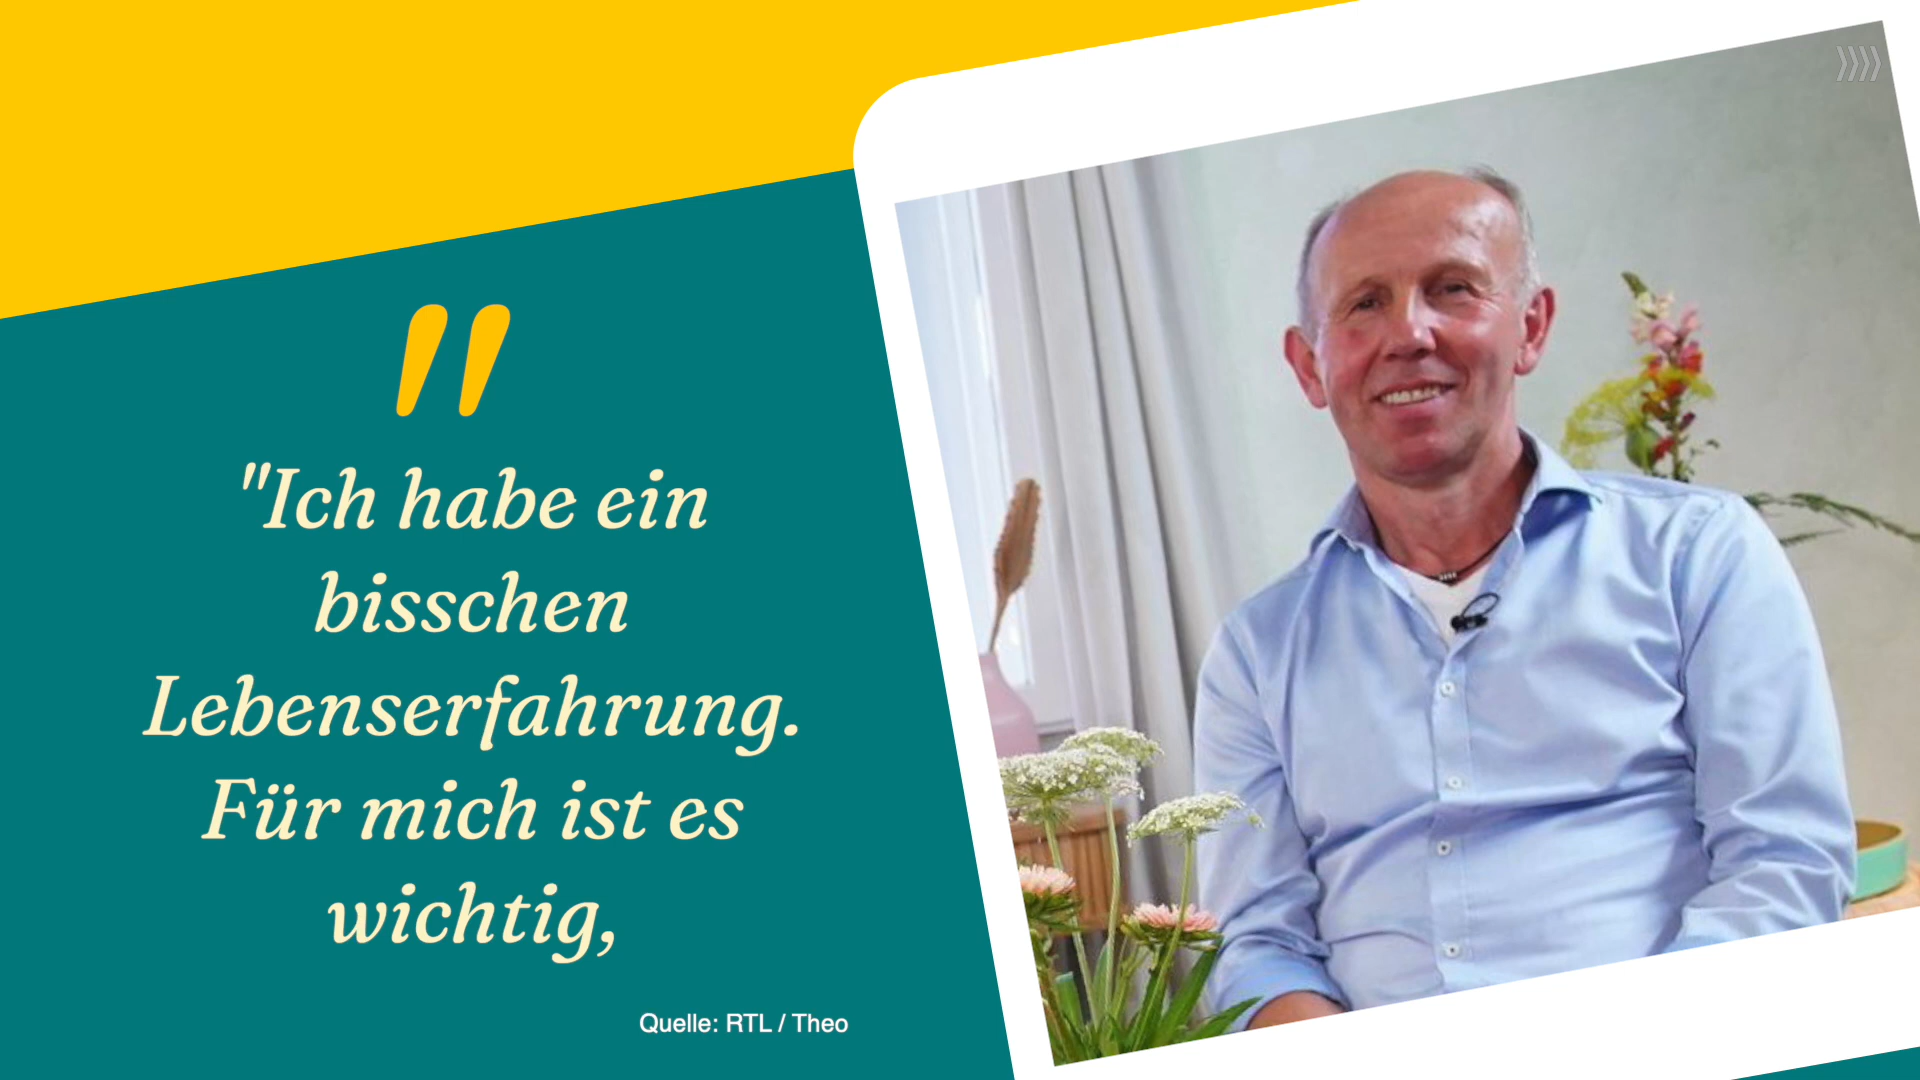 "
"Ich habe ein
bisschen
Lebenserfahrung.
Für mich ist es
wichtig,
Quelle: RTL / Theo